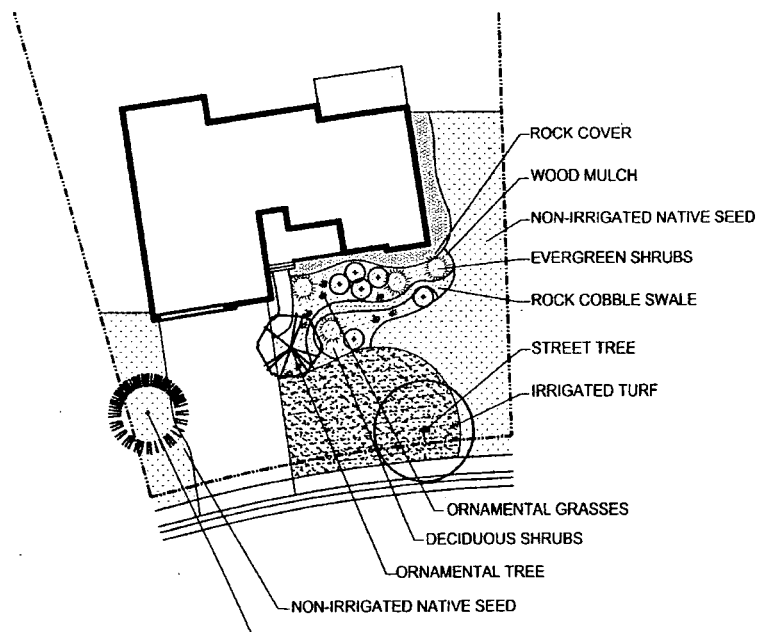 ROCK COVER
WOOD MULCH
NON-IRRIGATED NATIVE SEED
EVERGREEN SHRUBS
ROCK COBBLE SWALE
STREET TREE
IRRIGATED TURF
ORNAMENTAL GRASSES
DECIDUOUS SHRUBS
ORNAMENTAL TREE
NON-IRRIGATED NATIVE SEED